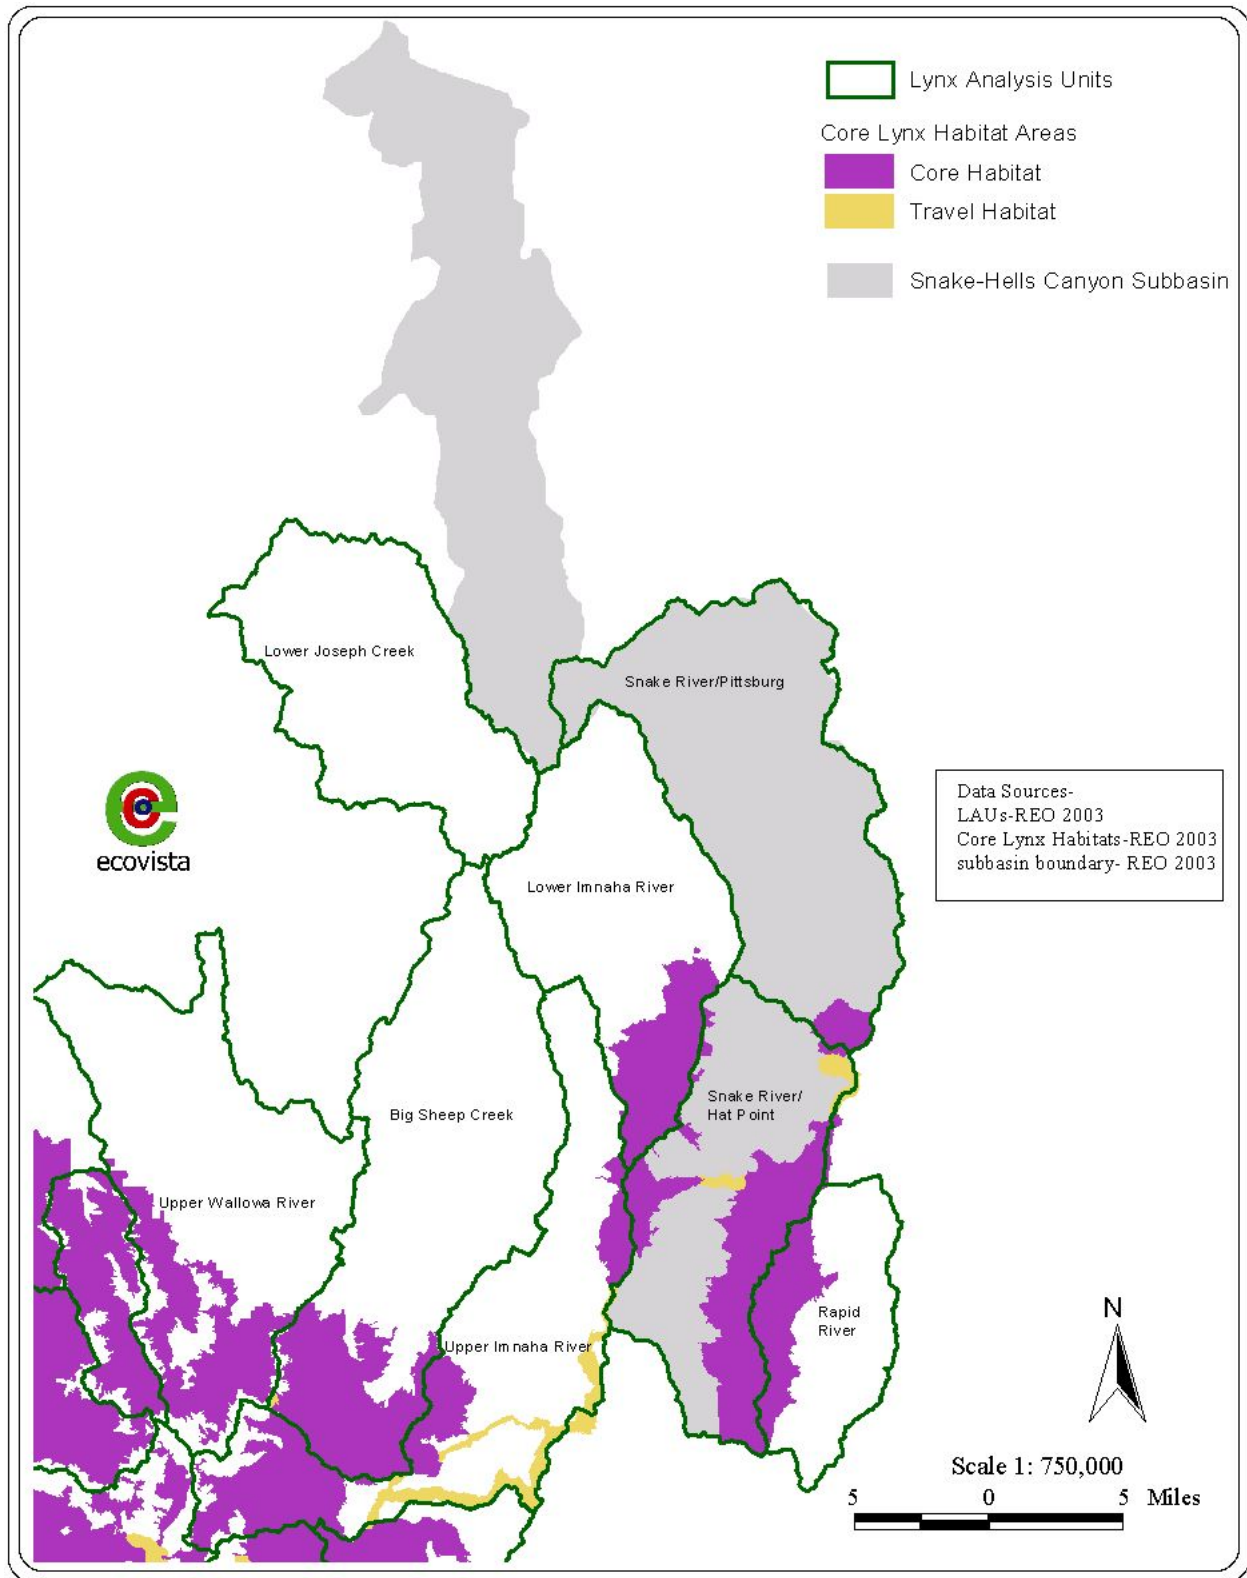 Lynx Analysis Units
Core Lynx Habitat Areas
Core Habitat
Travel Habitat
Snake-Hells Canyon Subbasin
Lower Joseph Creek
Snake River/Pittsburg
Data Sources-
LAUs-REO 2003
Core Lynx Habitats-REO 2003
subbasin boundary- REO 2003
ecovista
Lower Imnaha River
Big Sheep Creek
Snake River/
Hat Point
Upper Wallowa River
Rapid
River
Upper Imnaha River
N
Scale 1: 750,000
5 0 5 Miles